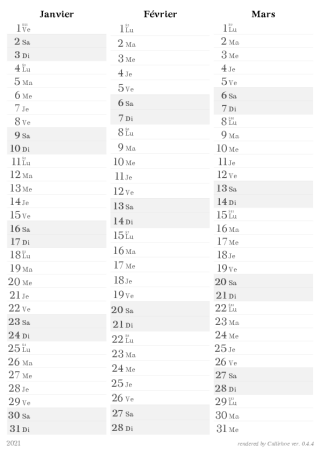 Janvier
1 Ve
2 Sa
3 Di
4 Lu
5 Ma
6 Me
7 Je
8 Ve
9 Sa
10 Di
11 Lu
12 Ma
13 Me
14 Je
15 Ve
16 Sa
17 Di
18 Lu
19 Ma
20 Me
21 Je
22 Ve
23 Sa
24 Di
25 Lu
26 Ma
27 Me
28 Je
29 Ve
30 Sa
31 Di
Février
1 Lu
2 Ma
3 Me
4 Je
5 Ve
6 Sa
7 Di
8 Lu
9 Ma
10 Me
11 Je
12 Ve
13 Sa
14 Di
15 Lu
16 Ma
17 Me
18 Je
19 Ve
20 Sa
21 Di
22 Lu
23 Ma
24 Me
25 Je
26 Ve
27 Sa
28 Di
Mars
1 Lu
2 Ma
3 Me
4 Je
5 Ve
6 Sa
7 Di
8 Lu
9 Ma
10 Me
11 Je
12 Ve
13 Sa
14 Di
15 Lu
16 Ma
17 Me
18 Je
19 Ve
20 Sa
21 Di
22 Lu
23 Ma
24 Me
25 Je
26 Ve
27 Sa
28 Di
29 Lu
30 Ma
31 Me
2021
rendered by ver. 0.4.4